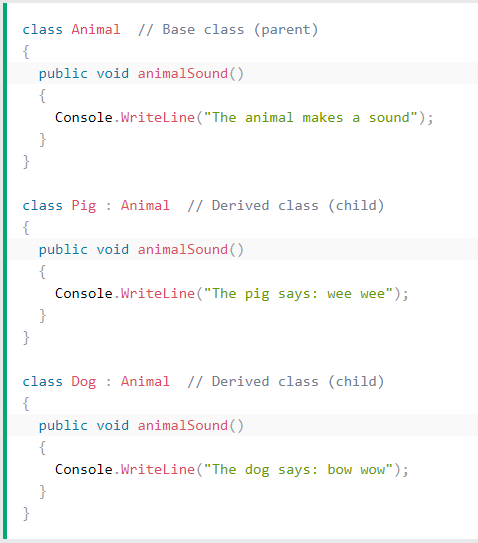 class Animal  // Base class (parent)
{
  public void animalSound()
  {
    Console.WriteLine("The animal makes a sound");
  }
}

class Pig : Animal  // Derived class (child)
{
  public void animalSound()
  {
    Console.WriteLine("The pig says: wee wee");
  }
}

class Dog : Animal  // Derived class (child)
{
  public void animalSound()
  {
    Console.WriteLine("The dog says: bow wow");
  }
}